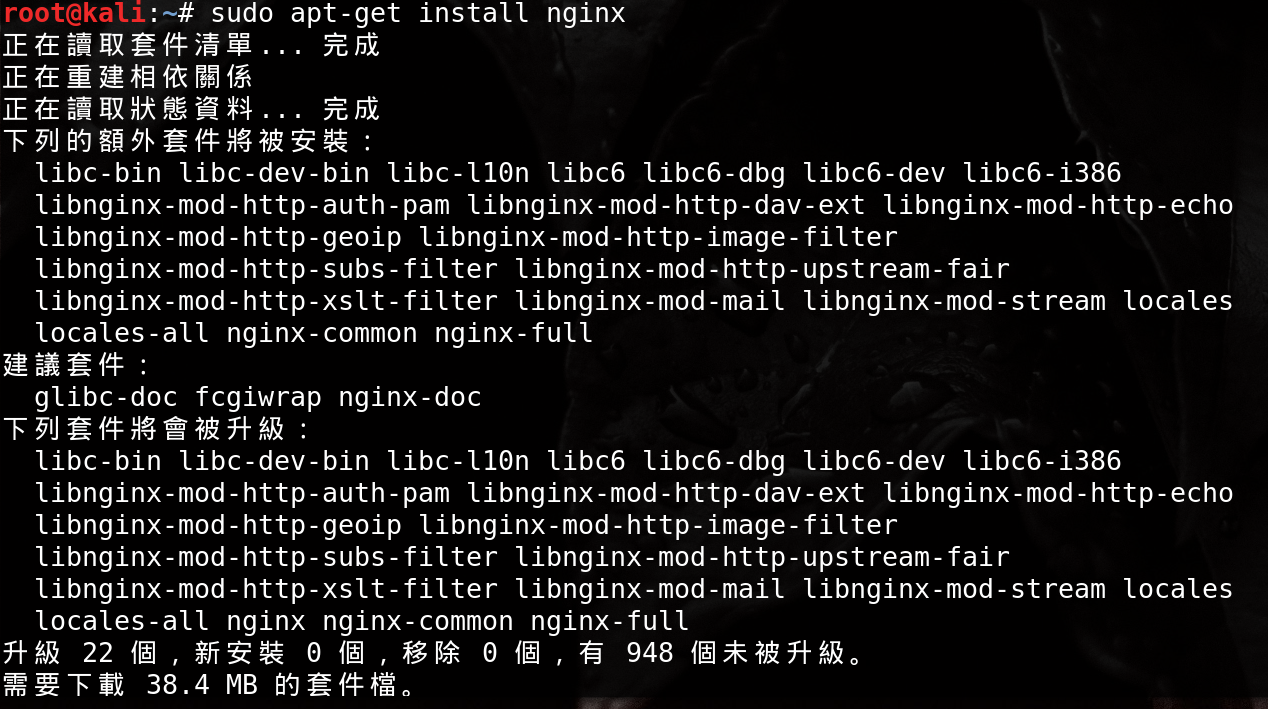 root@kali:~# sudo apt-get install nginx
正在讀取套件清單... 完成
正在重建相依關係
正在讀取狀態資料... 完成
下列的額外套件將被安裝：
libc-bin libc-dev-bin libc-l10n libc6 libc6-dbg libc6-dev libc6-i386
libnginx-mod-http-auth-pam libnginx-mod-http-dav-ext libnginx-mod-http-echo
libnginx-mod-http-geoip libnginx-mod-http-image-filter
libnginx-mod-http-subs-filter libnginx-mod-http-upstream-fair
libnginx-mod-http-xslt-filter libnginx-mod-mail libnginx-mod-stream locales
locales-all nginx-common nginx-full
建議套件：
glibc-doc fcgiwrap nginx-doc
下列套件將會被升級：
libc-bin libc-dev-bin libc-l10n libc6 libc6-dbg libc6-dev libc6-i386
libnginx-mod-http-auth-pam libnginx-mod-http-dav-ext libnginx-mod-http-echo
libnginx-mod-http-geoip libnginx-mod-http-image-filter
libnginx-mod-http-subs-filter libnginx-mod-http-upstream-fair
libnginx-mod-http-xslt-filter libnginx-mod-mail libnginx-mod-stream locales
locales-all nginx nginx-common nginx-full
升級 22 個，新安裝 0 個，移除 0 個，有 948 個未被升級。
需要下載 38.4 MB 的套件檔。